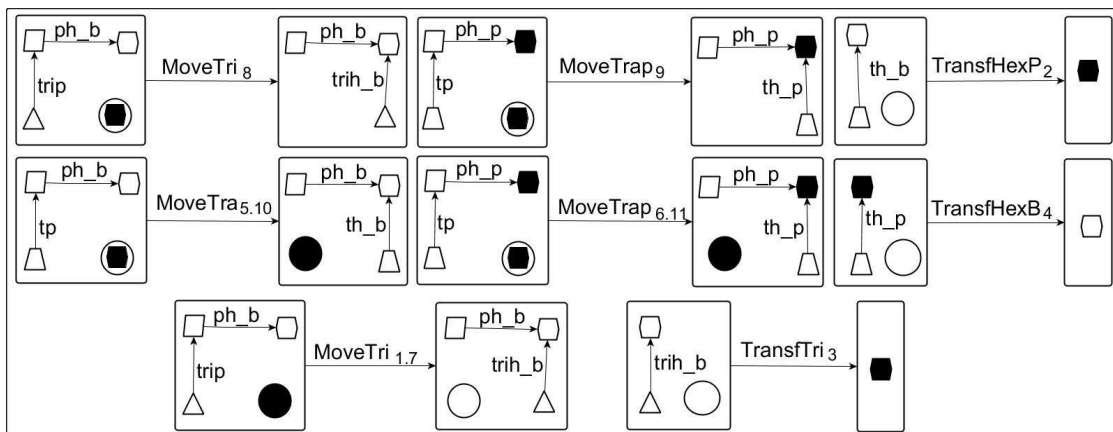 ph_b
trip
MoveTri 8
ph_b
trih_b
ph_p
tp
MoveTrap 9
ph_p
th_p
th_b
TransfHexP 2
ph_b
tp
MoveTra 5.10
ph_b
th_b
ph_p
tp
MoveTrap 6.11
ph_p
th_p
th_p
TransfHexB 4
ph_b
trip
MoveTri 1.7
ph_b
trih_b
trih_b
TransfTri 3